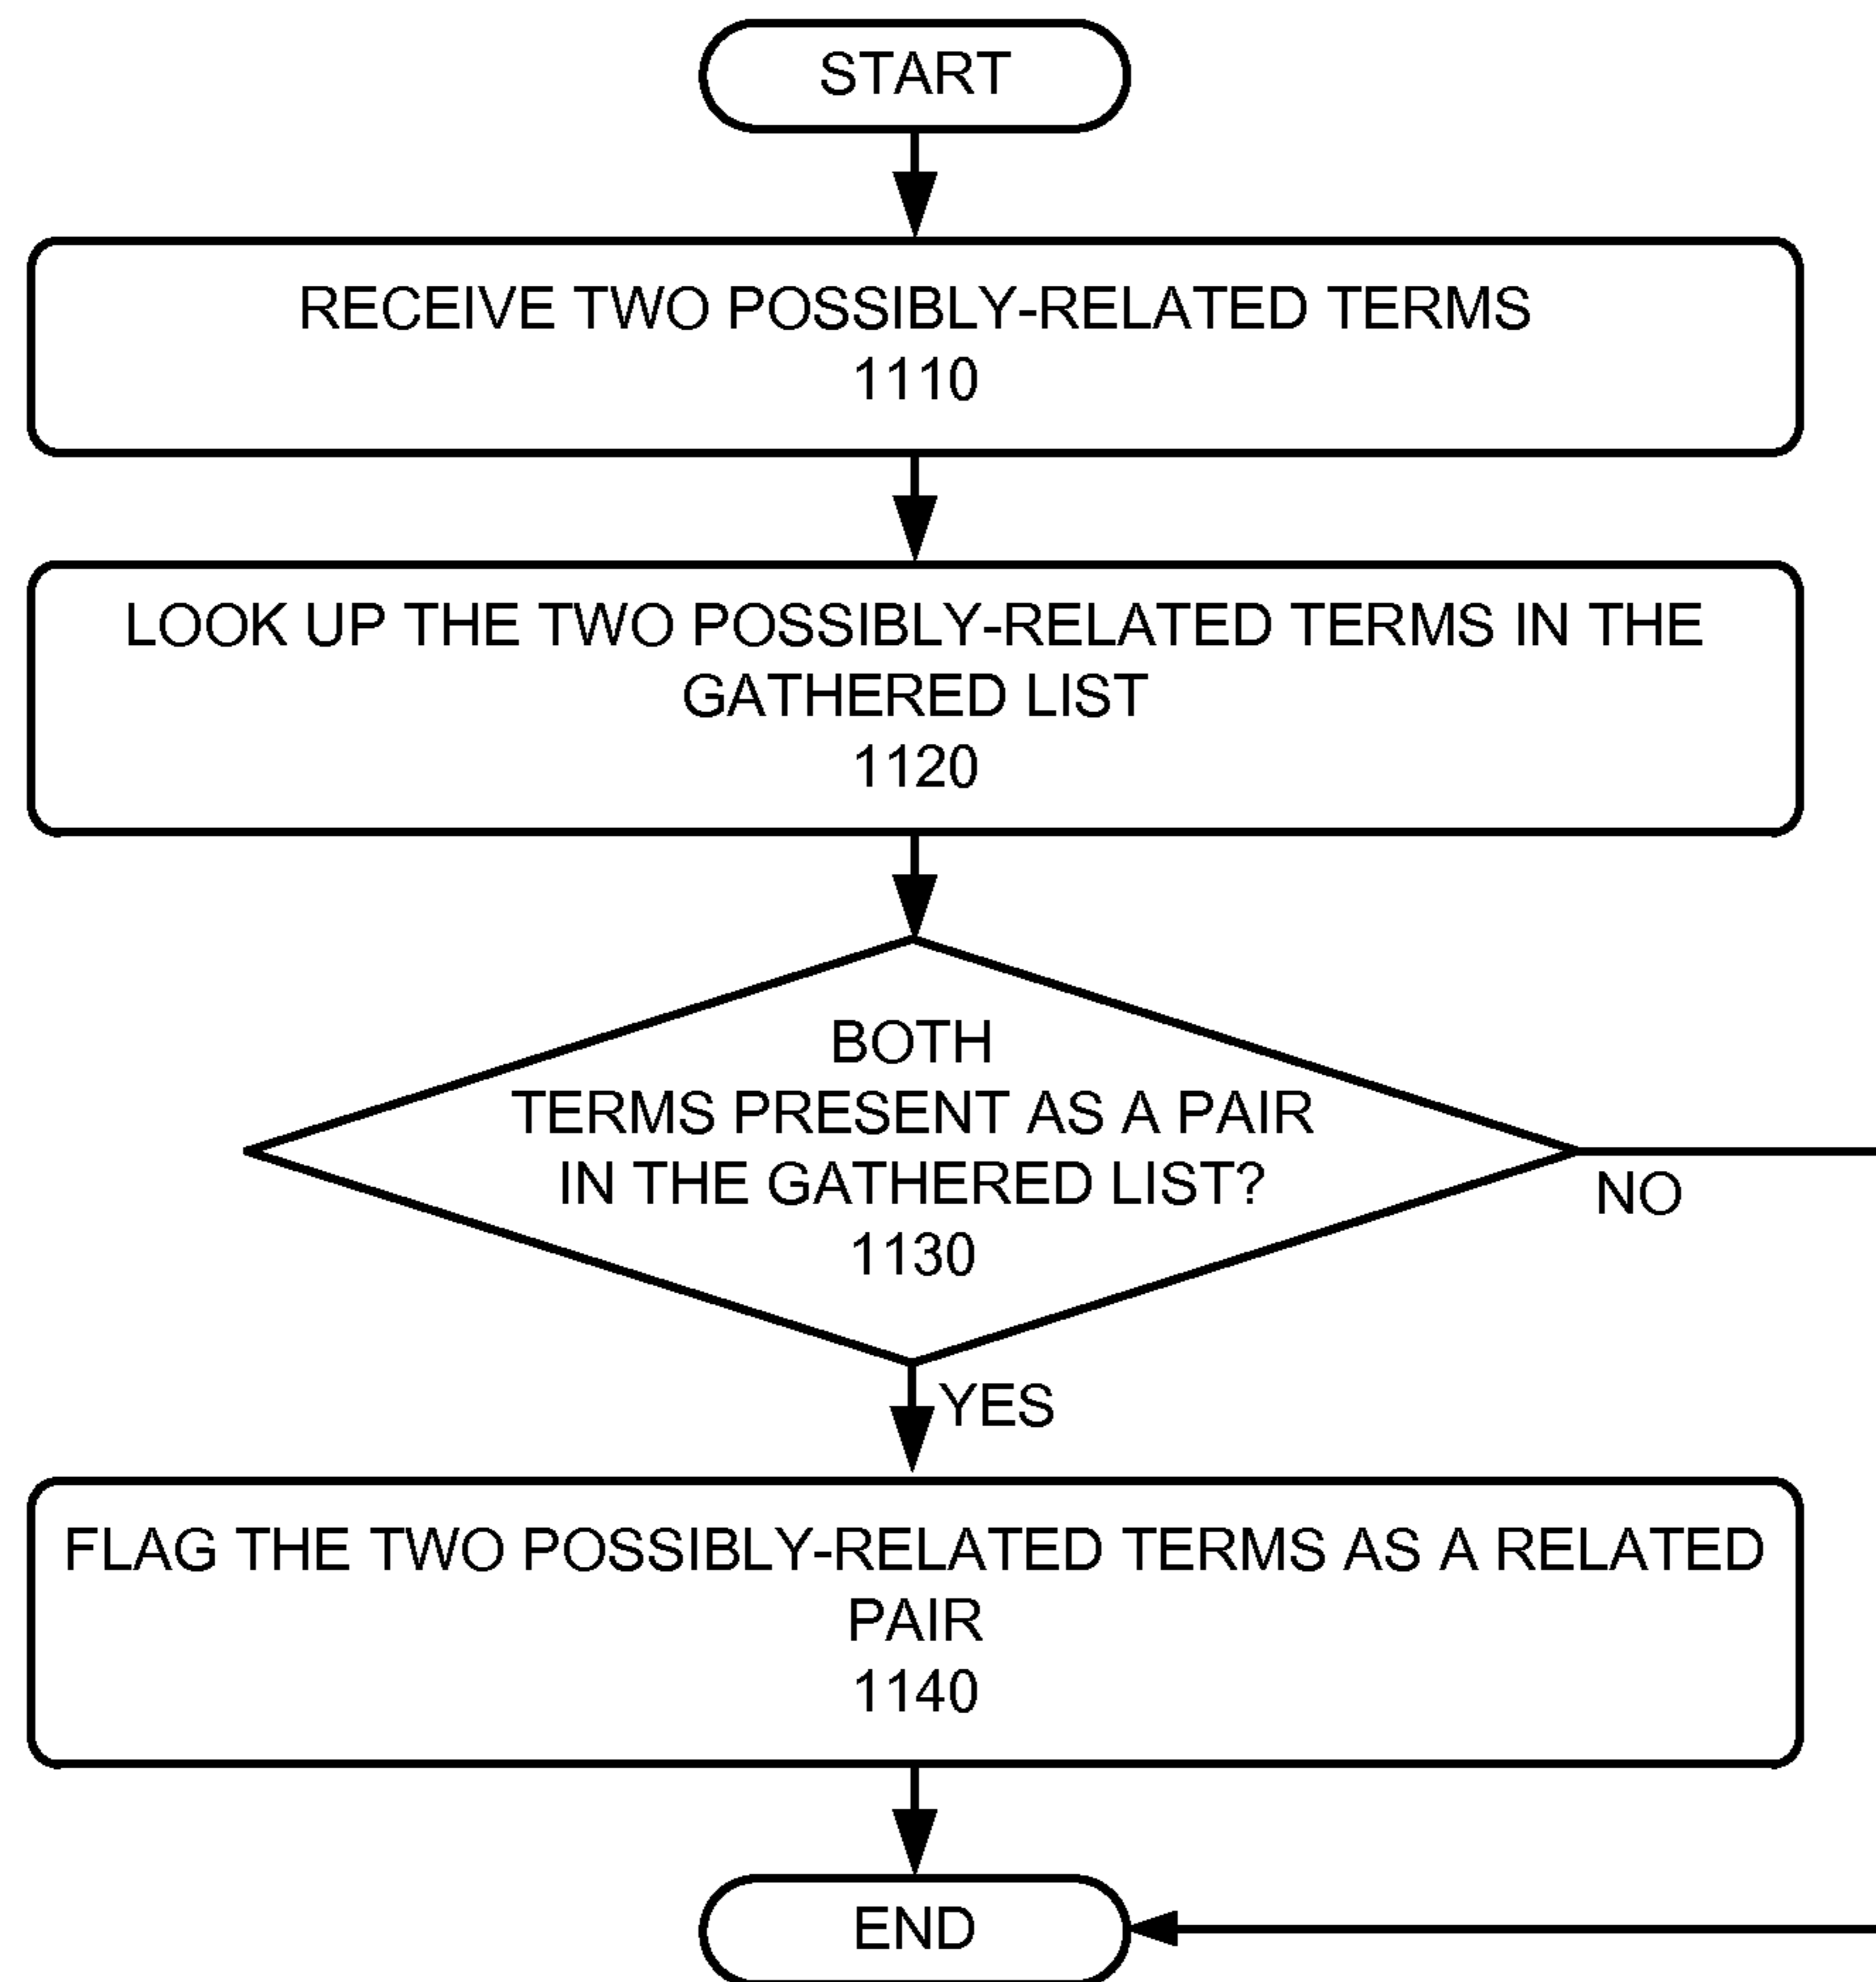 START
RECEIVE TWO POSSIBLY-RELATED TERMS
1110
LOOK UP THE TWO POSSIBLY-RELATED TERMS IN THE
GATHERED LIST
1120
BOTH
TERMS PRESENT AS A PAIR
IN THE GATHERED LIST?
1130
NO
YES
FLAG THE TWO POSSIBLY-RELATED TERMS AS A RELATED
PAIR
1140
END